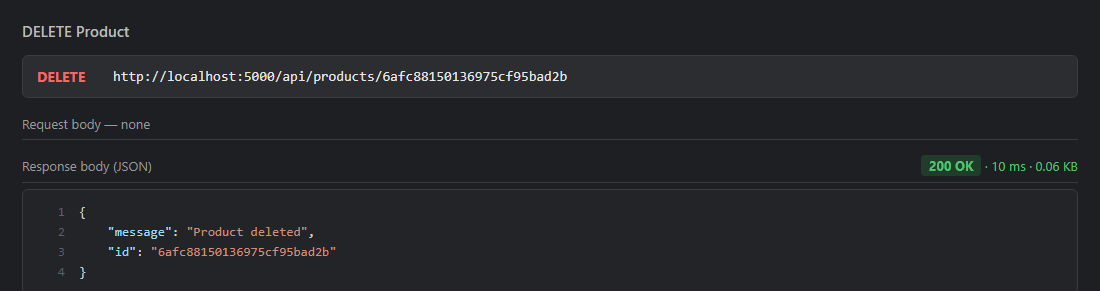 DELETE Product
DELETE http://localhost:5000/api/products/6afc88150136975cf95bad2b
Request body — none
Response body (JSON) 200 OK · 10 ms · 0.06 KB
1 {
2     "message": "Product deleted",
3     "id": "6afc88150136975cf95bad2b"
4 }